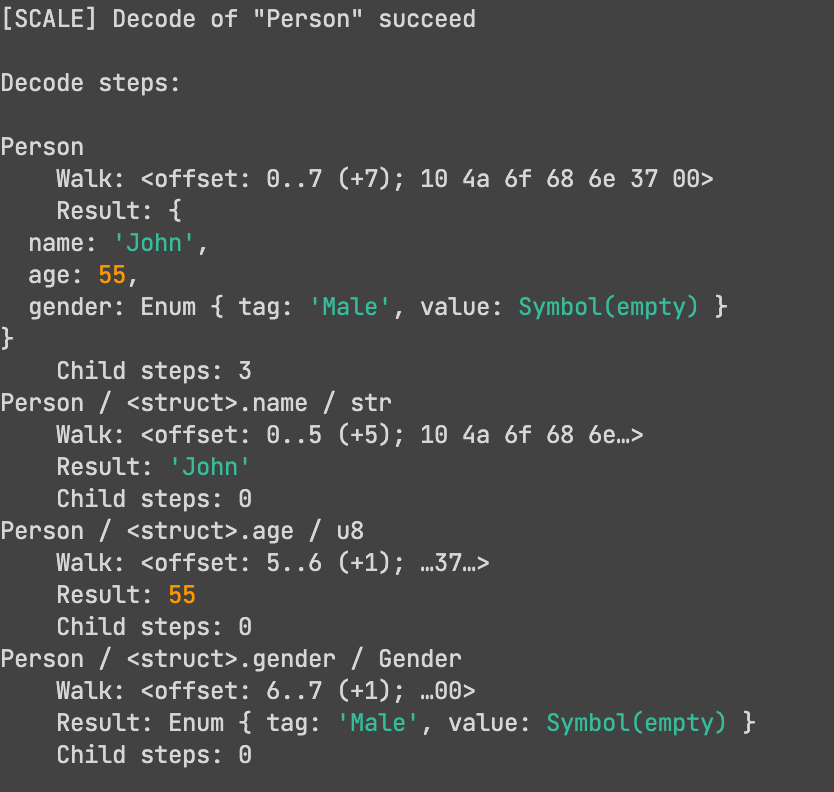 [SCALE] Decode of "Person" succeed

Decode steps:

Person
    Walk: <offset: 0..7 (+7); 10 4a 6f 68 6e 37 00>
    Result: {
  name: 'John',
  age: 55,
  gender: Enum { tag: 'Male', value: Symbol(empty) }
}
    Child steps: 3
Person / <struct>.name / str
    Walk: <offset: 0..5 (+5); 10 4a 6f 68 6e…>
    Result: 'John'
    Child steps: 0
Person / <struct>.age / u8
    Walk: <offset: 5..6 (+1); …37…>
    Result: 55
    Child steps: 0
Person / <struct>.gender / Gender
    Walk: <offset: 6..7 (+1); …00>
    Result: Enum { tag: 'Male', value: Symbol(empty) }
    Child steps: 0